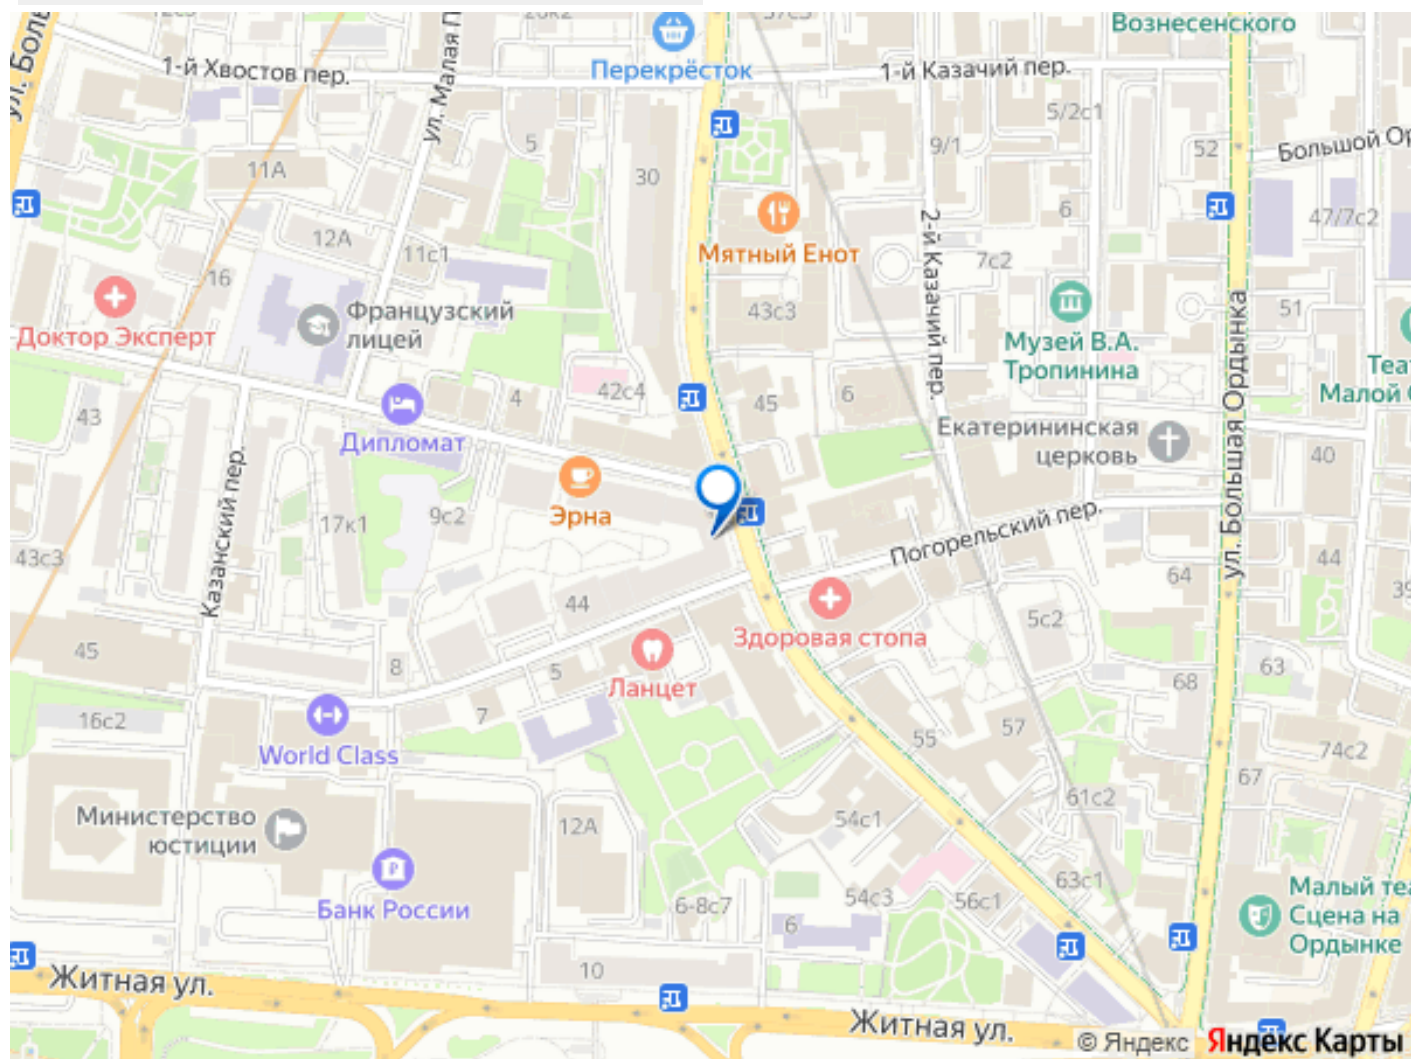 26к2
37с3
Вознесенского
ул. Малая П
1-й Хвостов пер.
Перекрёсток
1-й Казачий пер.
5/2с1
9/1
52
5
30
11А
47/7с2
6
12А
Мятный Енот
2-й Казачий пер.
11с1
7с2
16
Французский
лицей
43с3
51
Доктор Эксперт
Музей В.А.
Тропинина
Малой
42с4
4
45
6
43
Дипломат
Екатерининская
церковь
40
ул. Большая Ордынка
Казанский пер.
17к1
9с2
Эрна
Погорельский пер.
43с3
44
64
44
5с2
Здоровая стопа
45
8
5
63
Ланцет
68
16с2
7
57
World Class
55
74с2
67
61с2
Министерство
юстиции
12А
54с1
63с1
Банк России
6-8с7
54с3
56с1
6
Малый теа
Сцена на
Ордынке
10
Житная ул.
Житная ул.
© Яндекс
Яндекс Карты